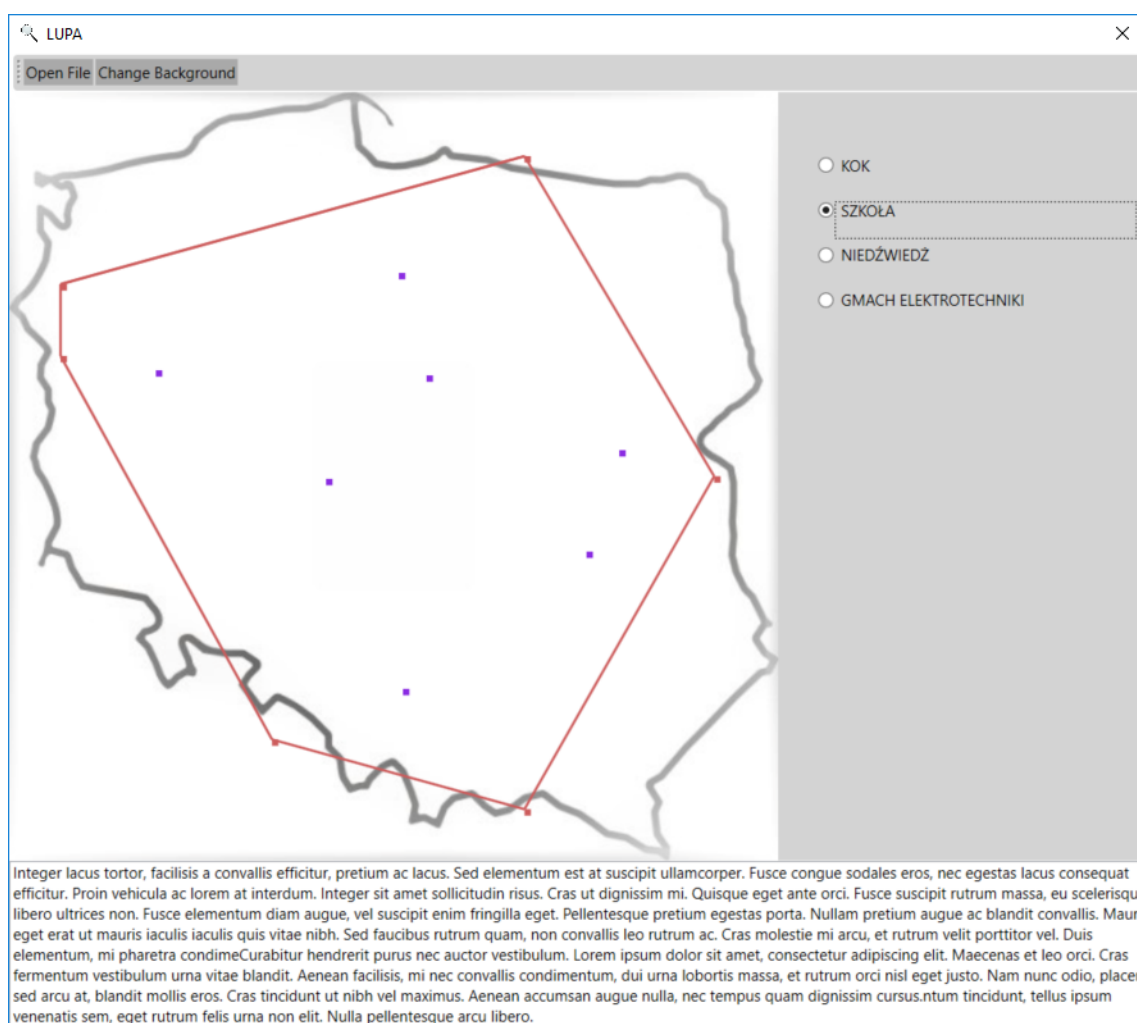 LUPA
Open File Change Background
KOK
SZKOŁA
NIEDŹWIEDŹ
GMACH ELEKTROTECHNIKI
Integer lacus tortor, facilisis a convallis efficitur, pretium ac lacus. Sed elementum est at suscipit ullamcorper. Fusce congue sodales eros, nec egestas lacus consequat
efficitur. Proin vehicula ac lorem at interdum. Integer sit amet sollicitudin risus. Cras ut dignissim mi. Quisque eget ante orci. Fusce suscipit rutrum massa, eu scelerisqu
libero ultrices non. Fusce elementum diam augue, vel suscipit enim fringilla eget. Pellentesque pretium egestas porta. Nullam pretium augue ac blandit convallis. Maur
eget erat ut mauris iaculis iaculis quis vitae nibh. Sed faucibus rutrum quam, non convallis leo rutrum ac. Cras molestie mi arcu, et rutrum velit porttitor vel. Duis
elementum, mi pharetra condimeCurabitur hendrerit purus nec auctor vestibulum. Lorem ipsum dolor sit amet, consectetur adipiscing elit. Maecenas et leo orci. Cras
fermentum vestibulum urna vitae blandit. Aenean facilisis, mi nec convallis condimentum, dui urna lobortis massa, et rutrum orci nisl eget justo. Nam nunc odio, place
sed arcu at, blandit mollis eros. Cras tincidunt ut nibh vel maximus. Aenean accumsan augue nulla, nec tempus quam dignissim cursus.ntum tincidunt, tellus ipsum
venenatis sem, eget rutrum felis urna non elit. Nulla pellentesque arcu libero.